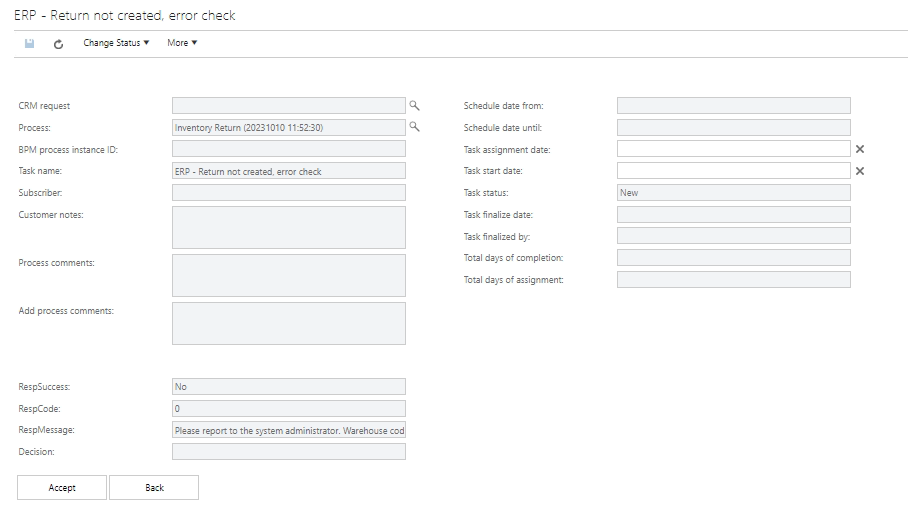 ERP - Return not created, error check
Change Status ▾ More ▾
CRM request
Process: Inventory Return (20231010 11:52:30)
BPM process instance ID:
Task name: ERP - Return not created, error check
Subscriber:
Customer notes:
Process comments:
Add process comments:
Schedule date from:
Schedule date until:
Task assignment date:
Task start date:
Task status: New
Task finalize date:
Task finalized by:
Total days of completion:
Total days of assignment:
RespSuccess: No
RespCode: 0
RespMessage: Please report to the system administrator. Warehouse cod
Decision:
Accept Back